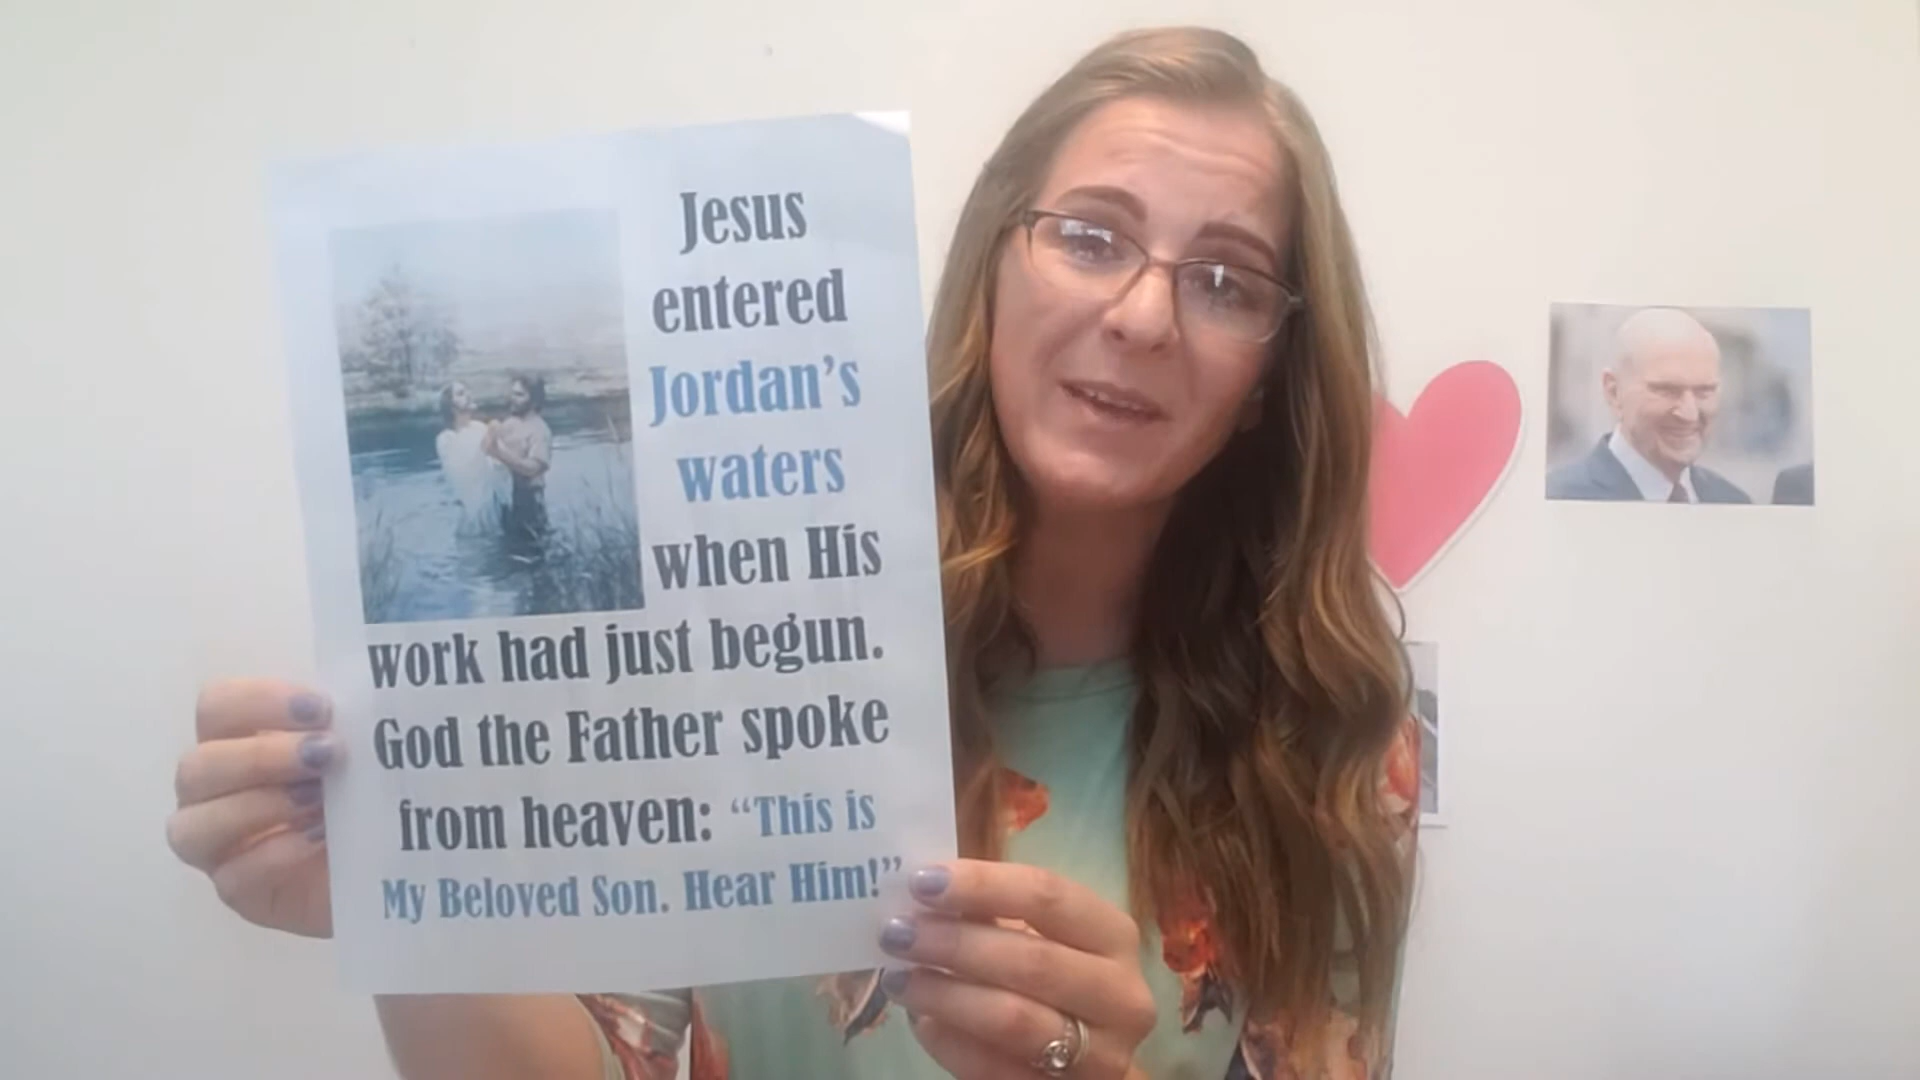 Jesus
entered
Jordan's
waters
when His
work had just begun.
God the Father spoke
from heaven: “This is
My Beloved Son. Hear Him!”